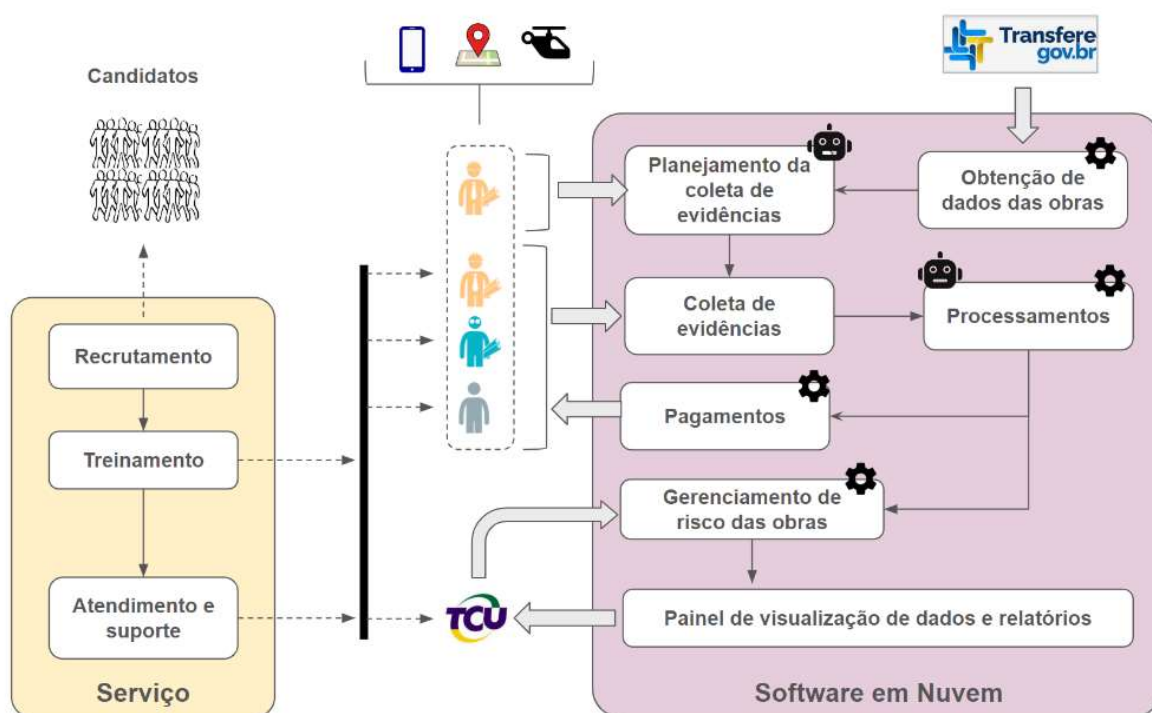 Transfere
gov.br
Candidatos
Planejamento da
coleta de
evidências
Obtenção de
dados das obras
Coleta de
evidências
Processamentos
Recrutamento
Pagamentos
Treinamento
Gerenciamento de
risco das obras
Atendimento e
suporte
TCU
Painel de visualização de dados e relatórios
Serviço
Software em Nuvem